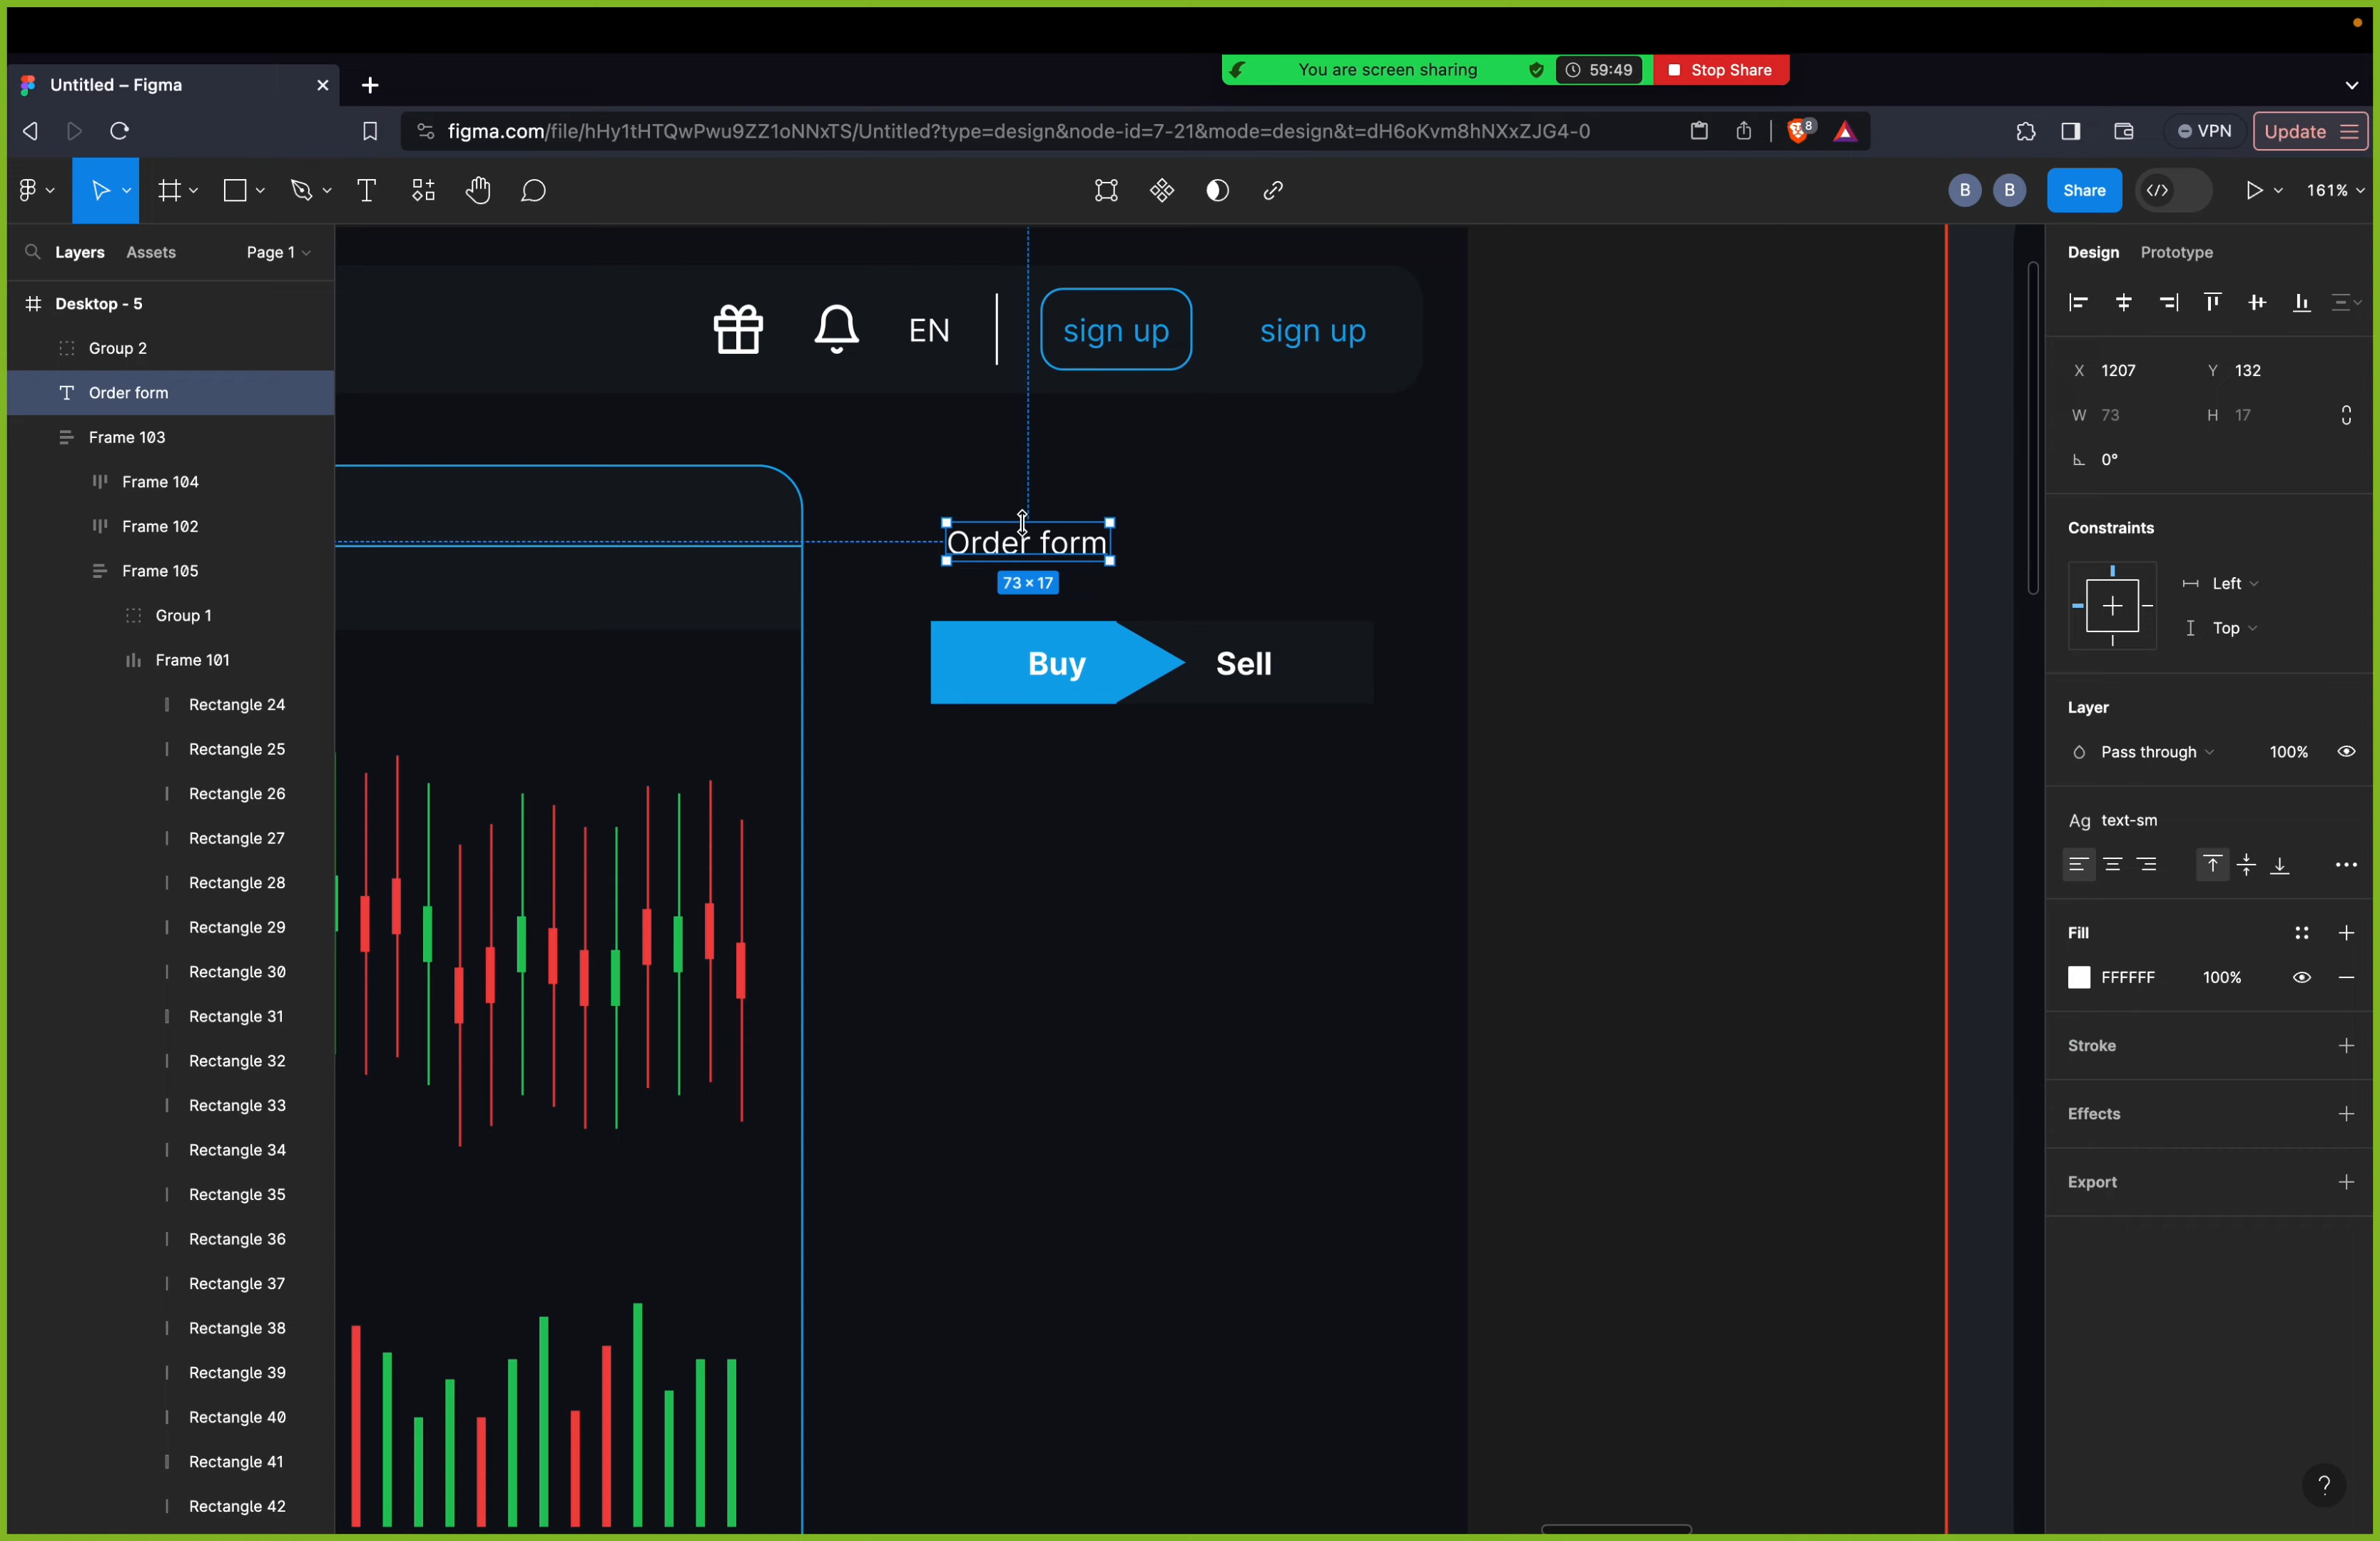 You are screen sharing 59:49 Stop Share
Untitled – Figma
figma.com/file/hHy1tHTQwPwu9ZZ1oNNxTS/Untitled?type=design&node-id=7-21&mode=design&t=dH6oKvm8hNXxZJG4-0
8
VPN
Update
B B Share 161%
Layers Assets Page 1
Desktop - 5
Group 2
Order form
Frame 103
Frame 104
Frame 102
Frame 105
Group 1
Frame 101
Rectangle 24
Rectangle 25
Rectangle 26
Rectangle 27
Rectangle 28
Rectangle 29
Rectangle 30
Rectangle 31
Rectangle 32
Rectangle 33
Rectangle 34
Rectangle 35
Rectangle 36
Rectangle 37
Rectangle 38
Rectangle 39
Rectangle 40
Rectangle 41
Rectangle 42
EN sign up sign up
Order form
73 × 17
Buy Sell
Design Prototype
X 1207 Y 132
W 73 H 17
0°
Constraints
Left
Top
Layer
Pass through 100%
Ag text-sm
Fill
FFFFFF 100%
Stroke
Effects
Export
?